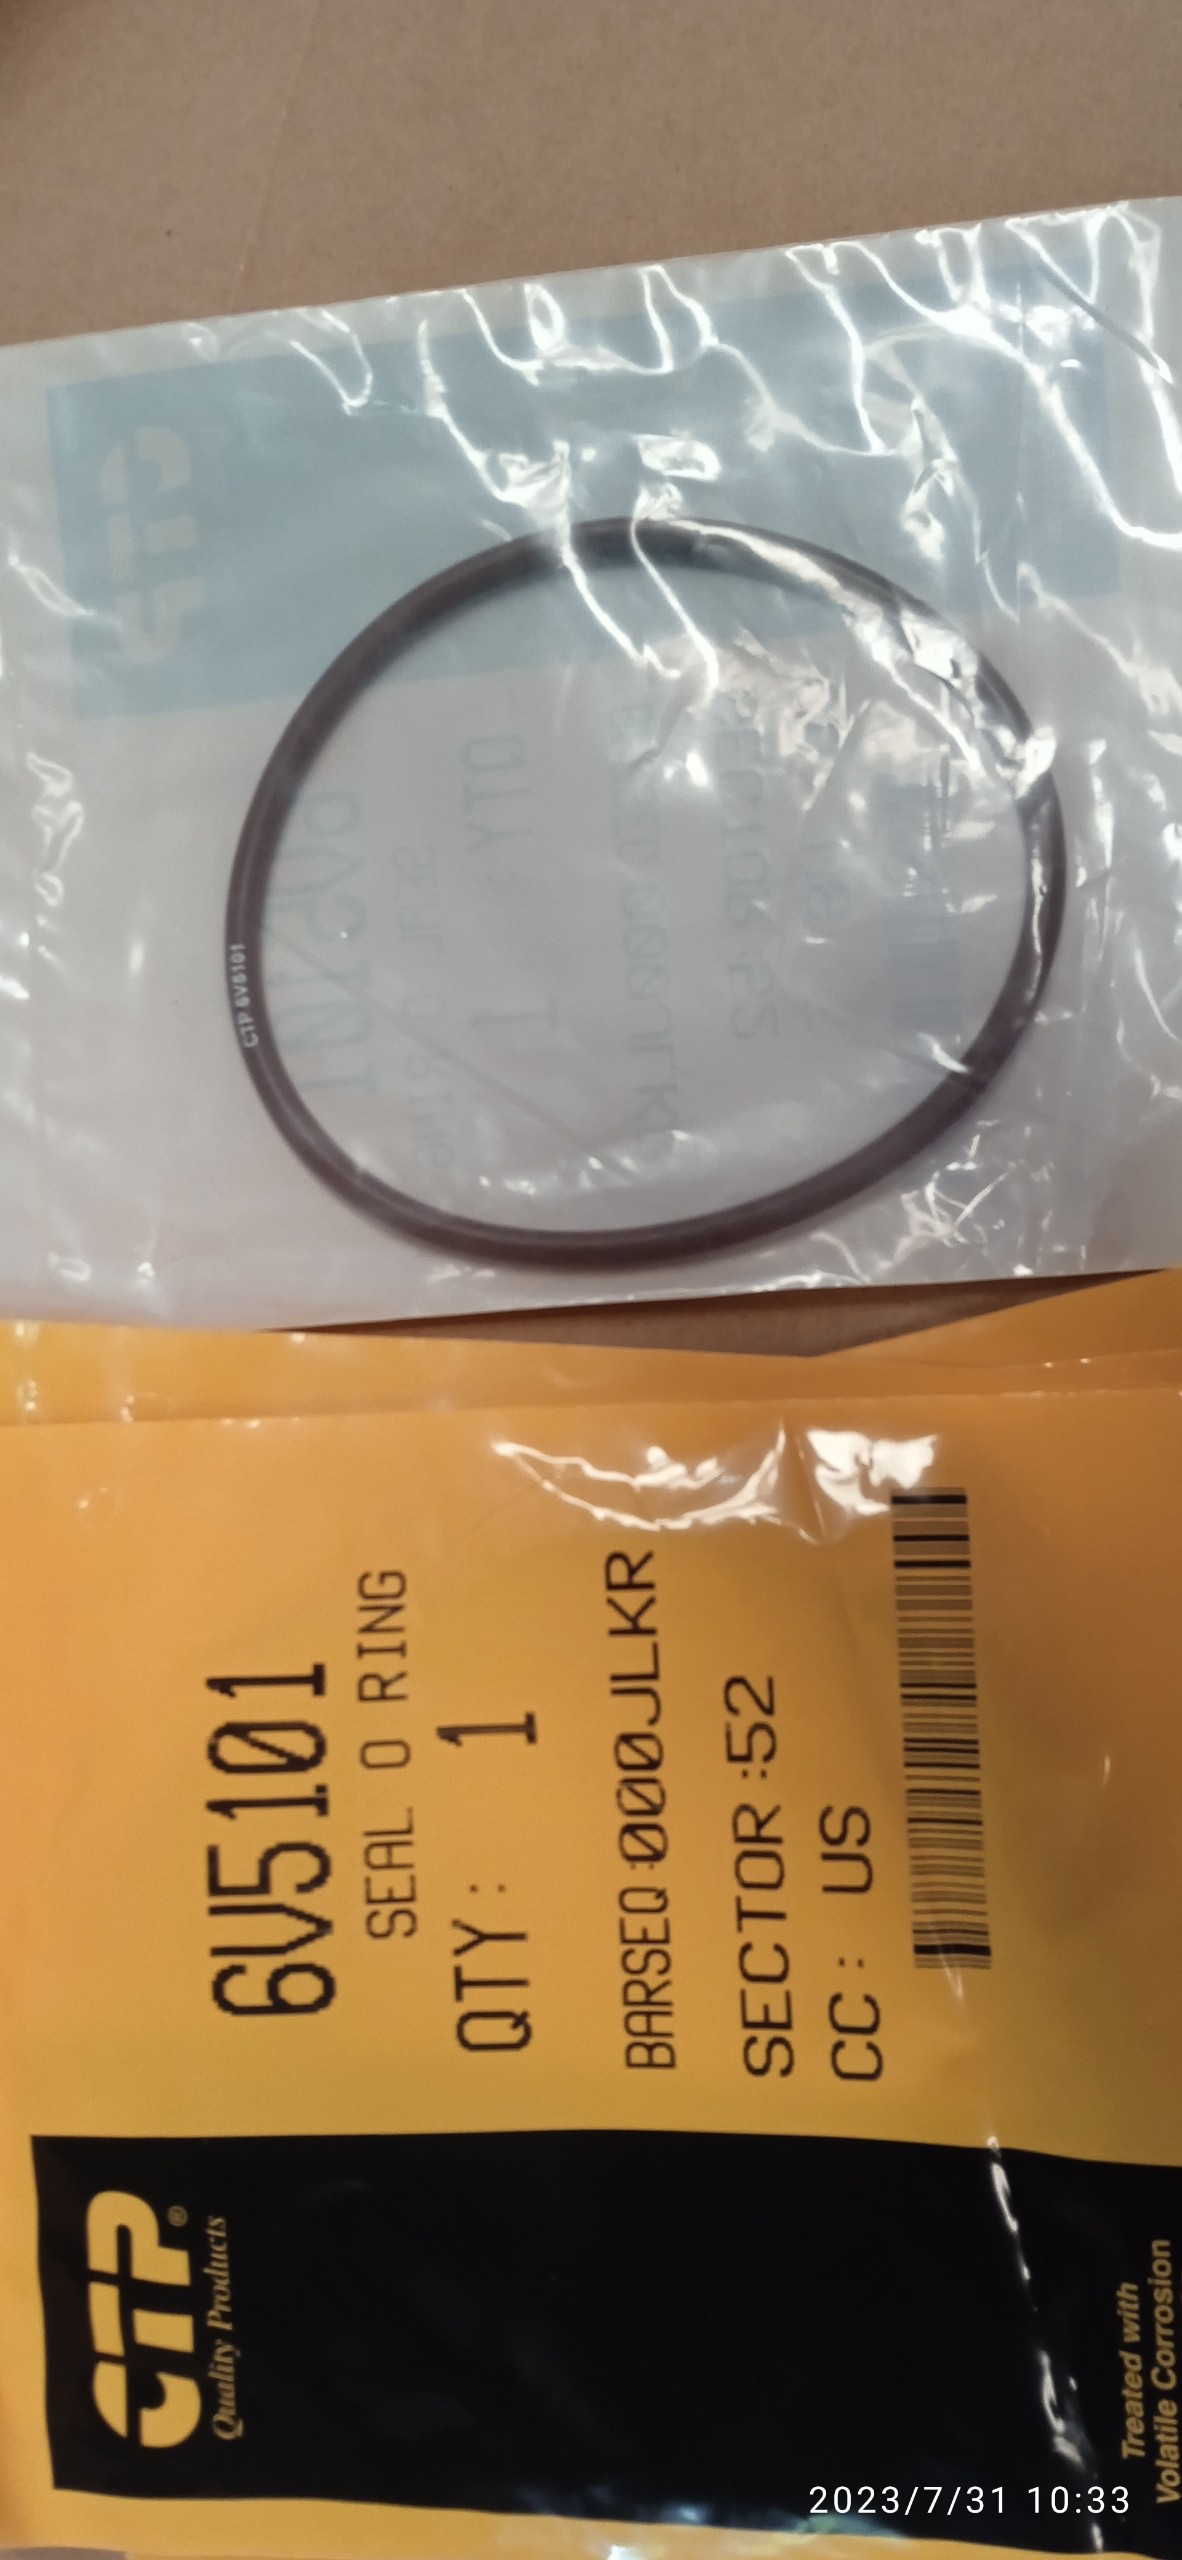 CTP 6V5101
6V5101
SEAL O RING
QTY: 1
BARSEQ:000JLKR
SECTOR :52
CC: US
CTP®
Quality Products
Treated with
Volatile Corrosion
2023/7/31 10:33